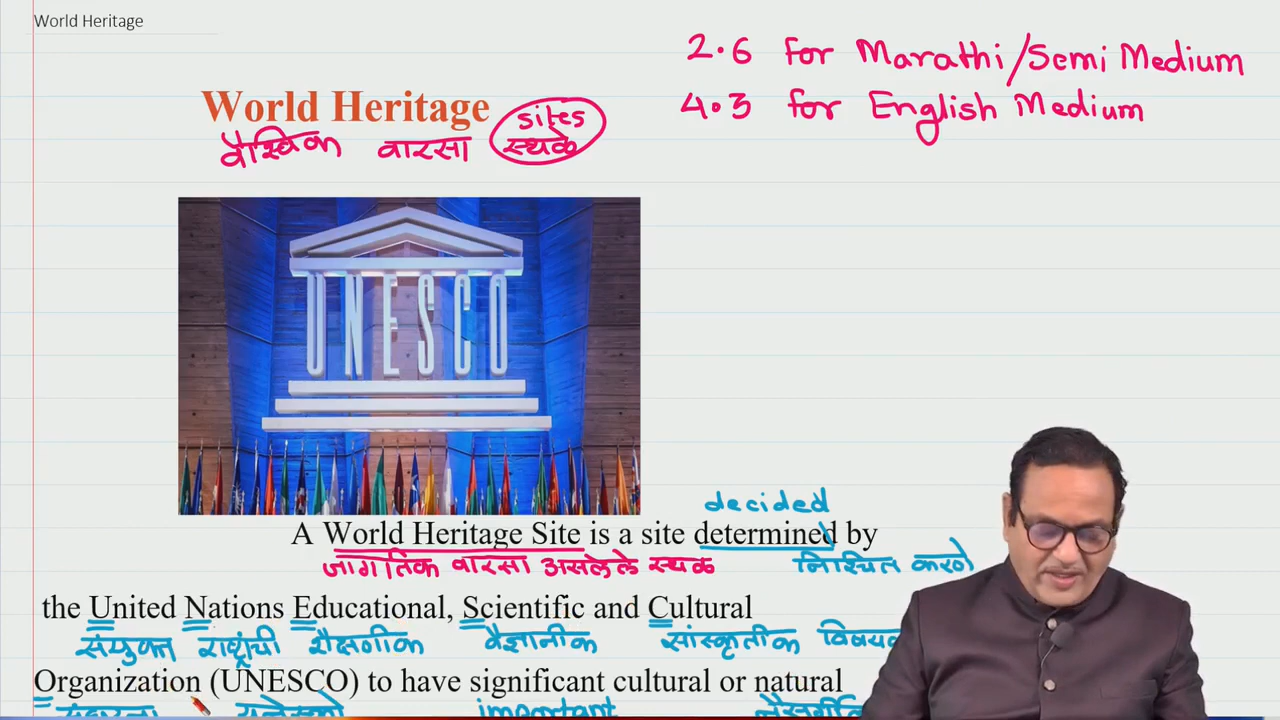 World Heritage
2.6 for Marathi/Semi Medium
4.3 for English Medium
World Heritage
sites
वैश्विक वारसा स्थळे
UNESCO
decided
A World Heritage Site is a site determined by
जागतिक वारसा असलेले स्थळ निश्चित करणे
the United Nations Educational, Scientific and Cultural
संयुक्त राष्ट्रांची शैक्षणीक वैज्ञानीक सांस्कृतीक
Organization (UNESCO) to have significant cultural or natural
important